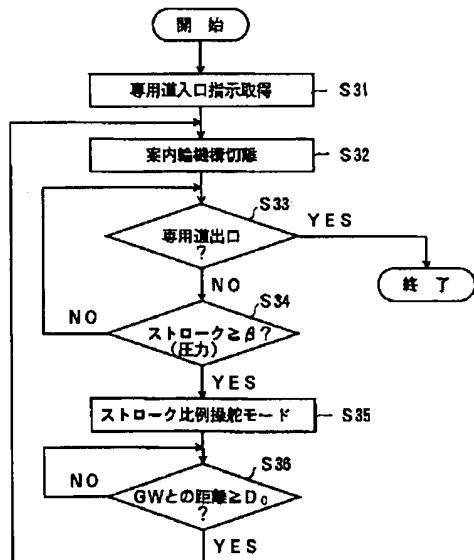 開 始
専用道入口指示取得
S31
案内輪機構切離
S32
S33
専用道出口
?
YES
終 了
NO
S34
NO
ストローク≧β?
(圧力)
YES
ストローク比例操舵モード
S35
S36
NO
GWとの距離≧D₀
?
YES